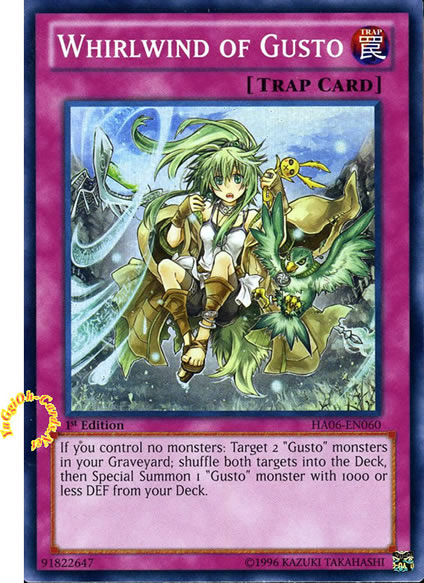 WHIRLWIND OF GUSTO
TRAP
罠
[TRAP CARD]
YuGgiOh-Cards.Net
1st Edition
HA06-EN060
If you control no monsters: Target 2 "Gusto" monsters
in your Graveyard; shuffle both targets into the Deck,
then Special Summon 1 "Gusto" monster with 1000 or
less DEF from your Deck.
91822647
©1996 KAZUKI TAKAHASHI